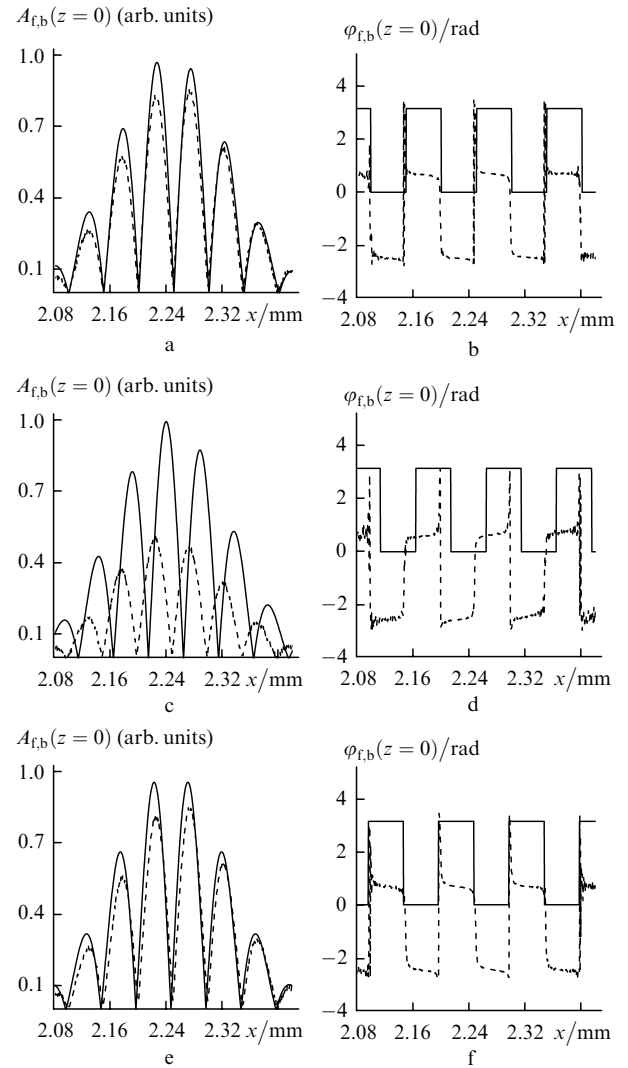 A_f,b(z = 0) (arb. units)
1.0
0.7
0.4
0.1
2.08 2.16 2.24 2.32 x/mm
a
φ_f,b(z = 0)/rad
4
2
0
−2
−4
2.08 2.16 2.24 2.32 x/mm
b
A_f,b(z = 0) (arb. units)
1.0
0.7
0.4
0.1
2.08 2.16 2.24 2.32 x/mm
c
φ_f,b(z = 0)/rad
4
2
0
−2
−4
2.08 2.16 2.24 2.32 x/mm
d
A_f,b(z = 0) (arb. units)
1.0
0.7
0.4
0.1
2.08 2.16 2.24 2.32 x/mm
e
φ_f,b(z = 0)/rad
4
2
0
−2
−4
2.08 2.16 2.24 2.32 x/mm
f